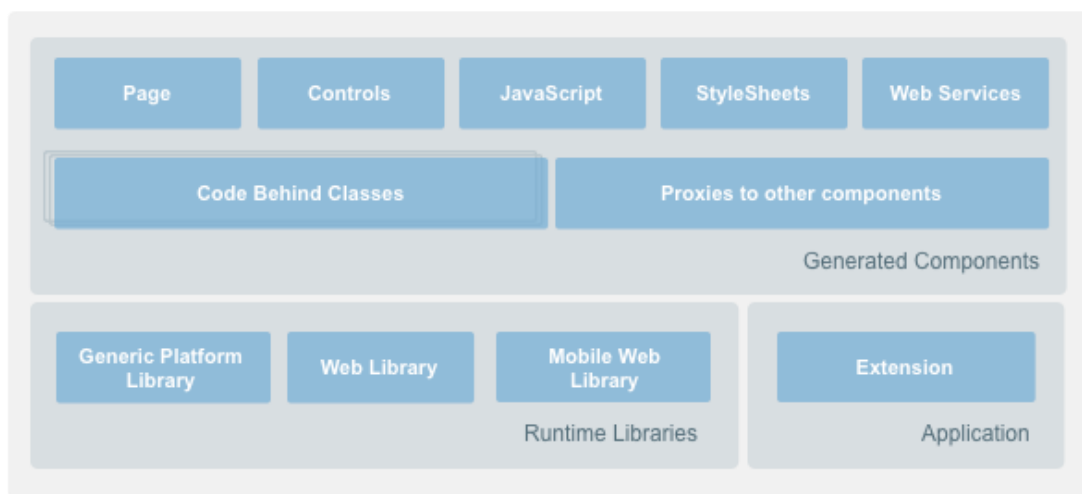 Page
Controls
JavaScript
StyleSheets
Web Services
Code Behind Classes
Proxies to other components
Generated Components
Generic Platform
Library
Web Library
Mobile Web
Library
Extension
Runtime Libraries
Application